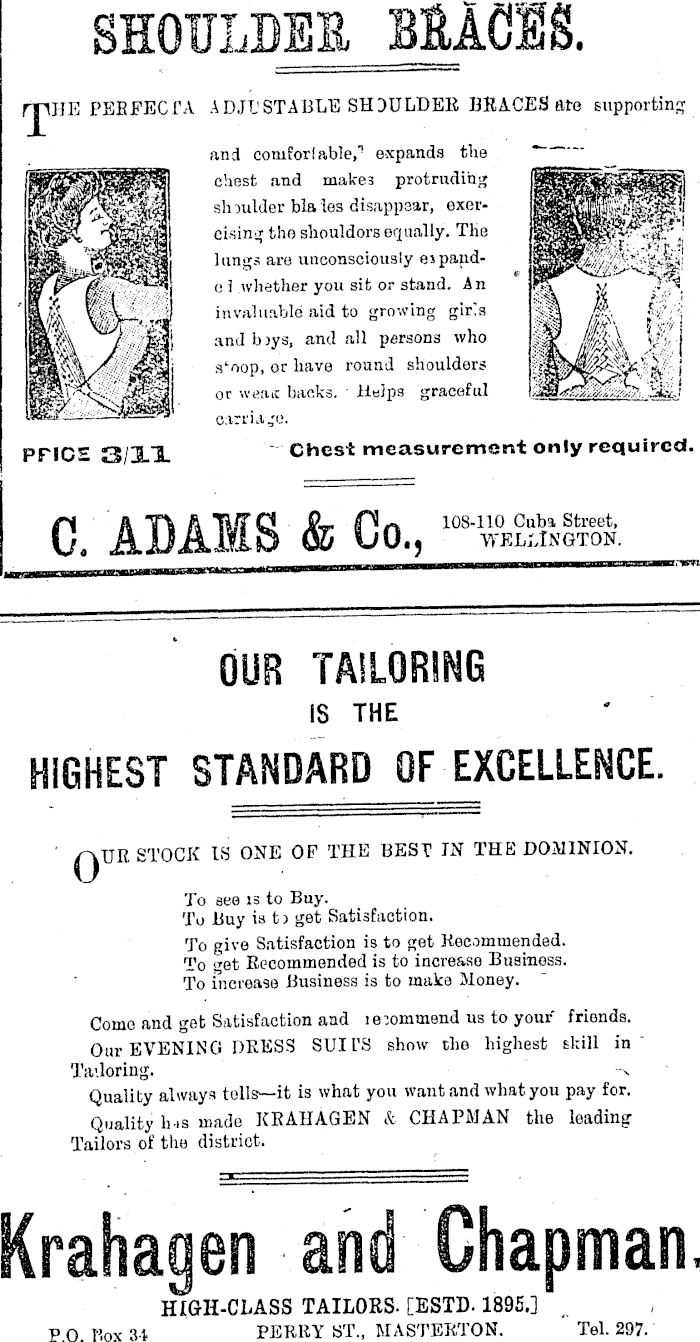 SHOULDER BRACES.
THE PERFECTA ADJUSTABLE SHOULDER BRACES are supporting
and comfortable, expands the
chest and makes protruding
shoulder blades disappear, exer-
cising the shouldors equally. The
lungs are unconsciously expand-
ed whether you sit or stand. An
invaluable aid to growing girls
and boys, and all persons who
stoop, or have round shoulders
or weak backs. Helps graceful
carriage.
PRICE 3/11
Chest measurement only required.
C. ADAMS & Co., 108-110 Cuba Street,
WELLINGTON.
OUR TAILORING
IS THE
HIGHEST STANDARD OF EXCELLENCE.
OUR STOCK IS ONE OF THE BEST IN THE DOMINION.
To see is to Buy.
To Buy is to get Satisfaction.
To give Satisfaction is to get Recommended.
To get Recommended is to increase Business.
To increase Business is to make Money.
Come and get Satisfaction and recommend us to your friends.
Our EVENING DRESS SUITS show the highest skill in
Tailoring.
Quality always tells—it is what you want and what you pay for.
Quality has made KRAHAGEN & CHAPMAN the leading
Tailors of the district.
Krahagen and Chapman,
HIGH-CLASS TAILORS. [ESTD. 1895.]
P.O. Box 34 PERRY ST., MASTERTON. Tel. 297.